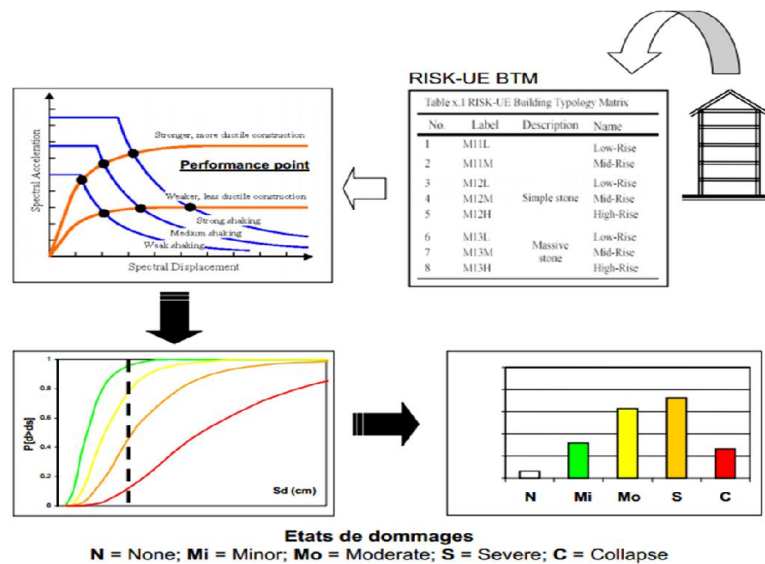 RISK-UE BTM
Table x.1 RISK-UE Building Typology Matrix
No. Label Description Name
1 M11L Low-Rise
2 M11M Mid-Rise
3 M12L Low-Rise
4 M12M Simple stone Mid-Rise
5 M12H High-Rise
6 M13L Low-Rise
7 M13M Massive stone Mid-Rise
8 M13H High-Rise
Spectral Acceleration
Stronger, more ductile construction
Performance point
Weaker, less ductile construction
Strong shaking
Medium shaking
Weak shaking
Spectral Displacement
P[d>ds]
1
0.8
0.6
0.4
0.2
0
Sd (cm)
N Mi Mo S C
Etats de dommages
N = None; Mi = Minor; Mo = Moderate; S = Severe; C = Collapse